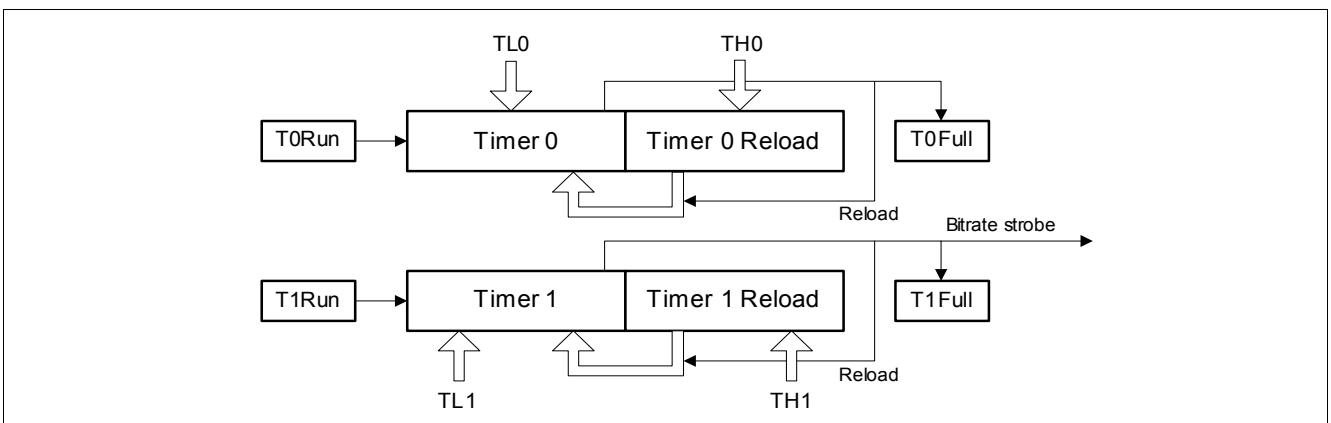 TL0 TH0
T0Run Timer 0 Timer 0 Reload T0Full
Reload
Bitrate strobe
T1Run Timer 1 Timer 1 Reload T1Full
Reload
TL1 TH1